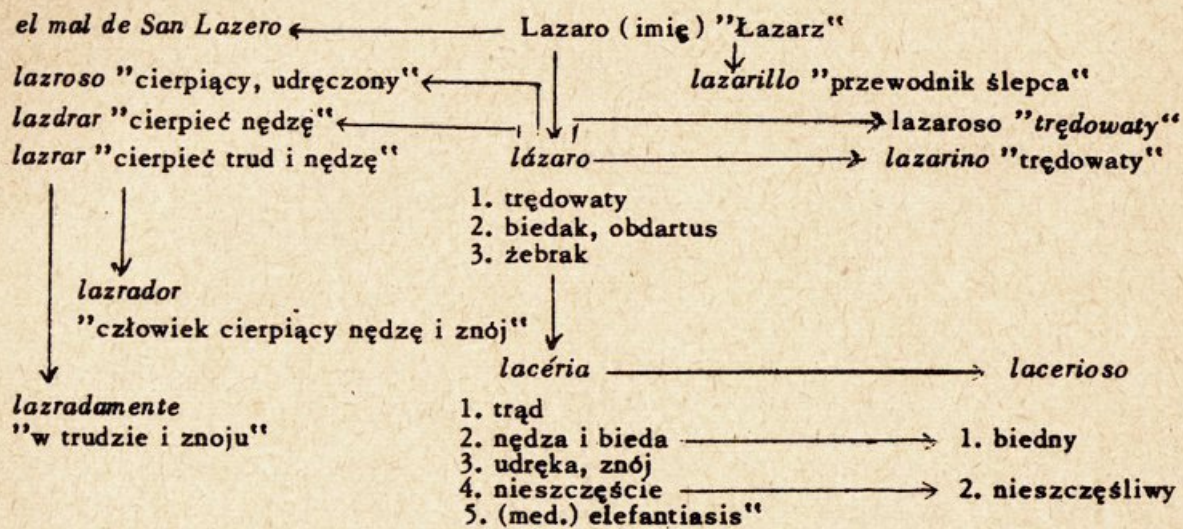 el mal de San Lazero Lazaro (imię) "Łazarz"
lazroso "cierpiący, udręczony" lazarillo "przewodnik ślepca"
lazdrar "cierpieć nędzę" lazaroso "trędowaty"
lazrar "cierpieć trud i nędzę" lázaro lazarino "trędowaty"
1. trędowaty
2. biedak, obdartus
3. żebrak
lazrador
"człowiek cierpiący nędzę i znój"
lacéria lacerioso
lazradamente 1. trąd
"w trudzie i znoju" 2. nędza i bieda 1. biedny
3. udręka, znój
4. nieszczęście 2. nieszczęśliwy
5. (med.) elefantiasis"